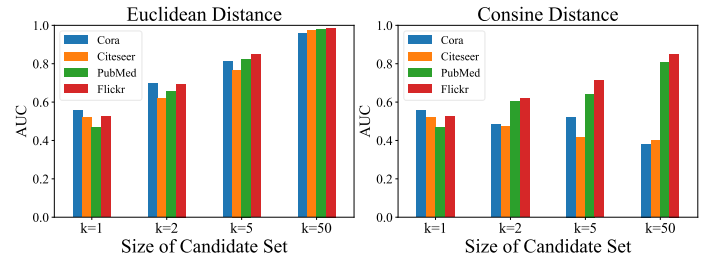 Euclidean Distance
1.0
0.8
0.6
0.4
0.2
0.0
AUC
Cora
Citeseer
PubMed
Flickr
k=1 k=2 k=5 k=50
Size of Candidate Set
Consine Distance
1.0
0.8
0.6
0.4
0.2
0.0
AUC
Cora
Citeseer
PubMed
Flickr
k=1 k=2 k=5 k=50
Size of Candidate Set